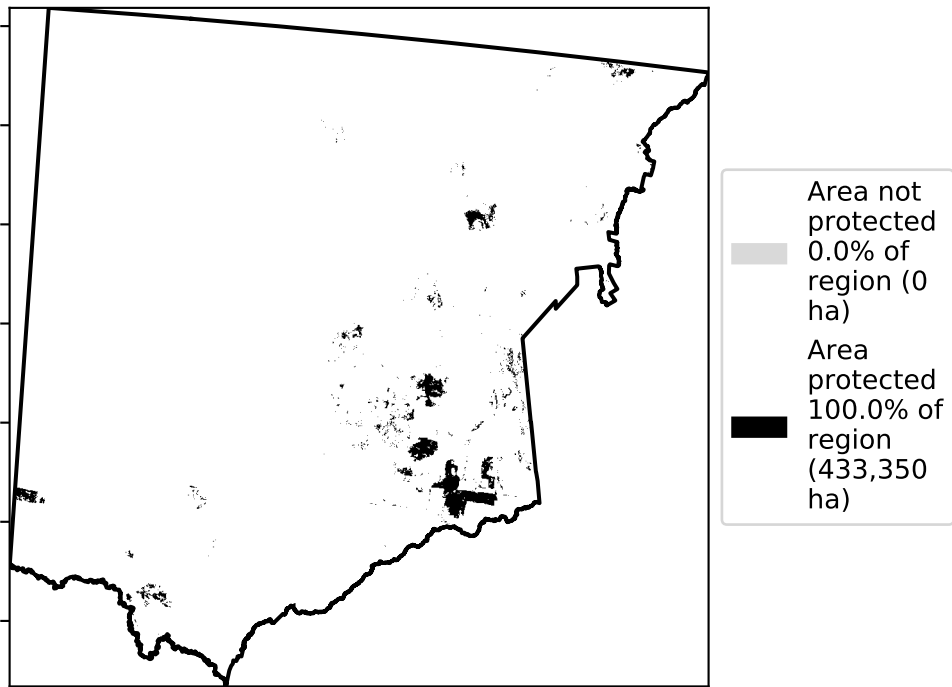 Area not
protected
0.0% of
region (0
ha)
Area
protected
100.0% of
region
(433,350
ha)